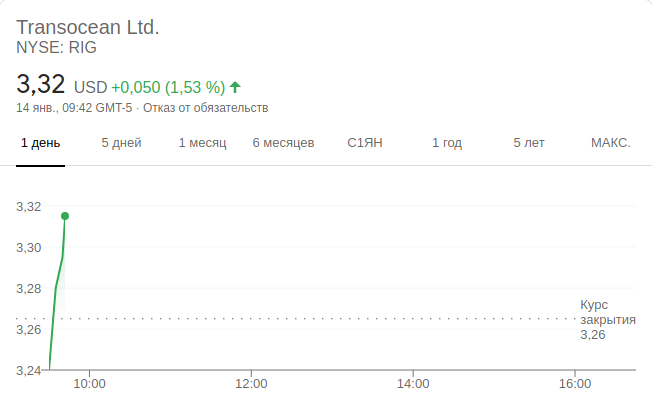 Transocean Ltd.
NYSE: RIG
3,32 USD +0,050 (1,53 %)
14 янв., 09:42 GMT-5 · Отказ от обязательств
1 день 5 дней 1 месяц 6 месяцев С1ЯН 1 год 5 лет МАКС.
3,32
3,30
3,28
3,26
3,24
Курс
закрытия
3,26
10:00 12:00 14:00 16:00